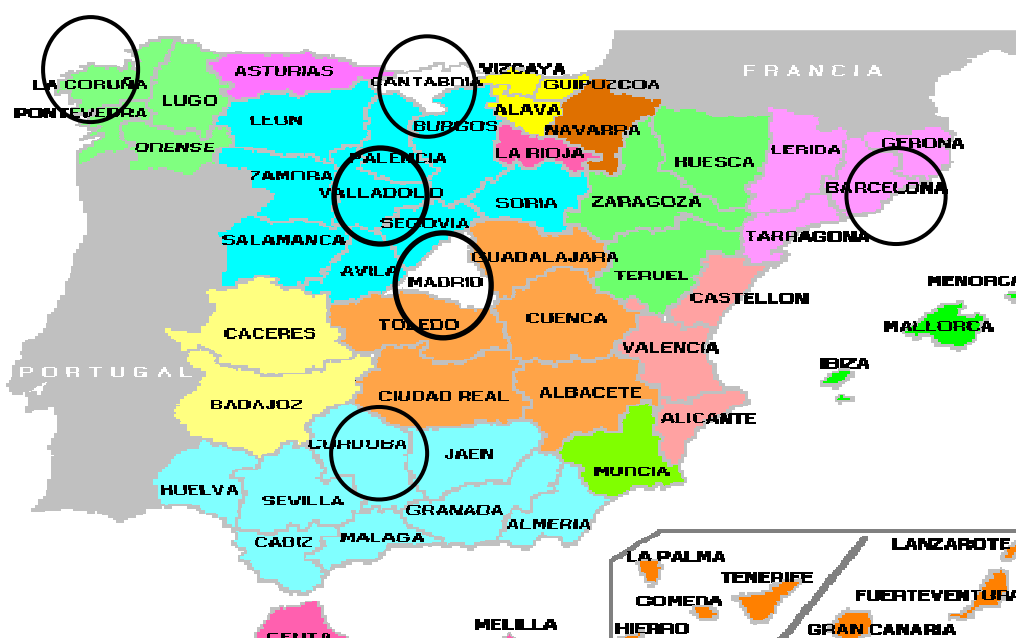 VIZCAYA
ASTURIAS
CANTABRIA
GUIPUZCOA
FRANCIA
LA CORUÑA
LUGO
PONTEVEDRA
ALAVA
LEON
BURGOS
NAVARRA
ORENSE
PALENCIA
LA RIOJA
HUESCA
LERIDA
GERONA
ZAMORA
VALLADOLID
BARCELONA
SORIA
ZARAGOZA
SEGOVIA
SALAMANCA
TARRAGONA
GUADALAJARA
AVILA
MADRID
TERUEL
MENORCA
CASTELLON
TOLEDO
CUENCA
MALLORCA
CACERES
VALENCIA
IBIZA
PORTUGAL
CIUDAD REAL
ALBACETE
BADAJOZ
ALICANTE
CORDOBA
JAEN
MURCIA
HUELVA
SEVILLA
GRANADA
ALMERIA
CADIZ
MALAGA
LANZAROTE
LA PALMA
TENERIFE
GOMERA
FUERTEVENTURA
MELILLA
HIERRO
GRAN CANARIA
CEUTA